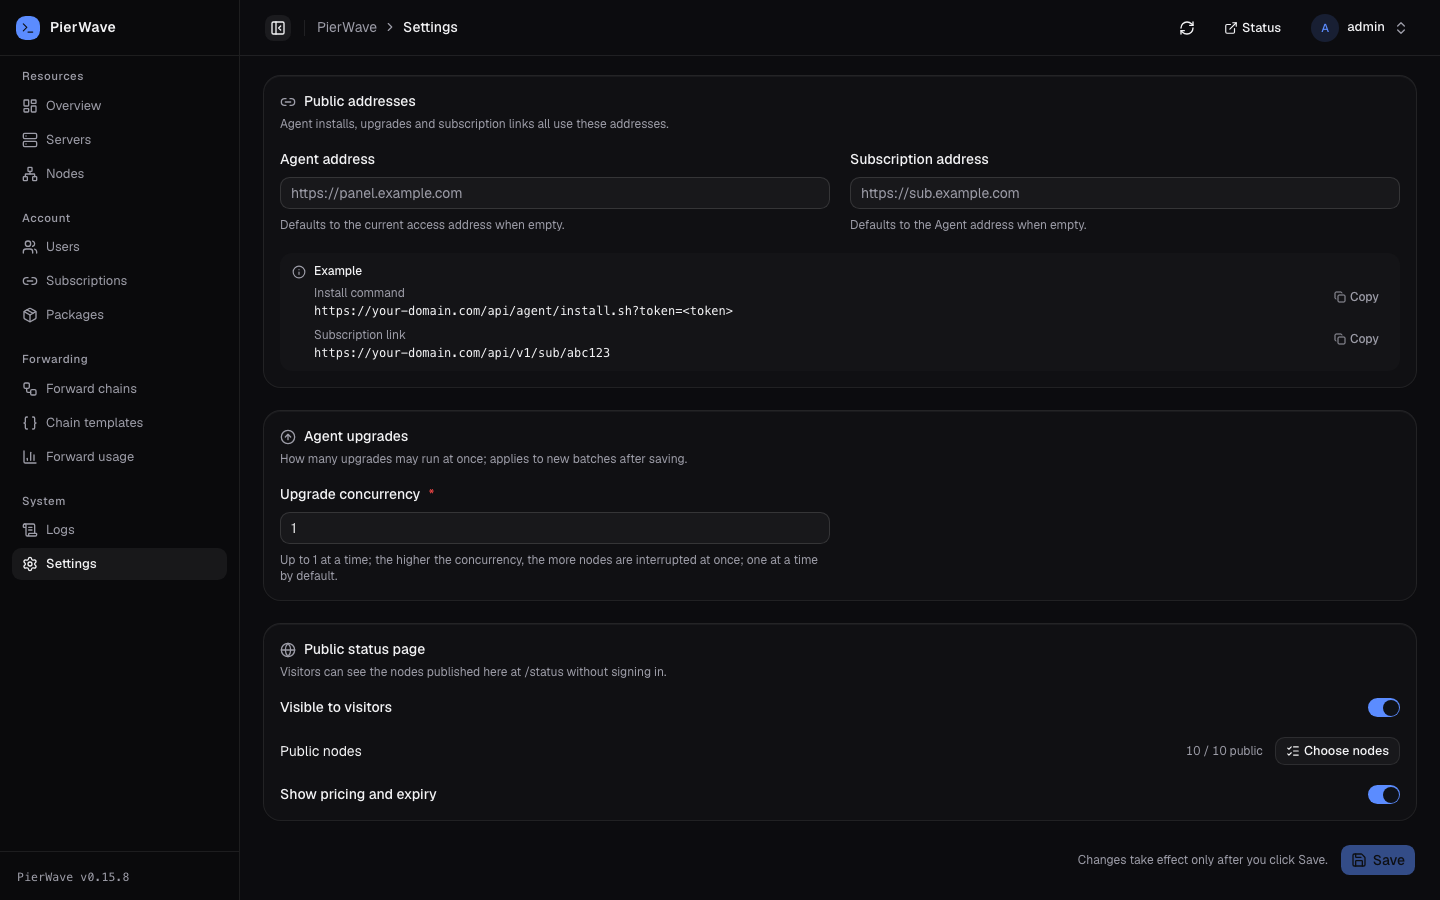 PierWave
PierWave > Settings
Status
A admin
Resources
Overview
Servers
Nodes
Account
Users
Subscriptions
Packages
Forwarding
Forward chains
Chain templates
Forward usage
System
Logs
Settings
PierWave v0.15.8
Public addresses
Agent installs, upgrades and subscription links all use these addresses.
Agent address
https://panel.example.com
Defaults to the current access address when empty.
Subscription address
https://sub.example.com
Defaults to the Agent address when empty.
Example
Install command
https://your-domain.com/api/agent/install.sh?token=<token>
Copy
Subscription link
https://your-domain.com/api/v1/sub/abc123
Copy
Agent upgrades
How many upgrades may run at once; applies to new batches after saving.
Upgrade concurrency *
1
Up to 1 at a time; the higher the concurrency, the more nodes are interrupted at once; one at a time
by default.
Public status page
Visitors can see the nodes published here at /status without signing in.
Visible to visitors
Public nodes
10 / 10 public
Choose nodes
Show pricing and expiry
Changes take effect only after you click Save.
Save